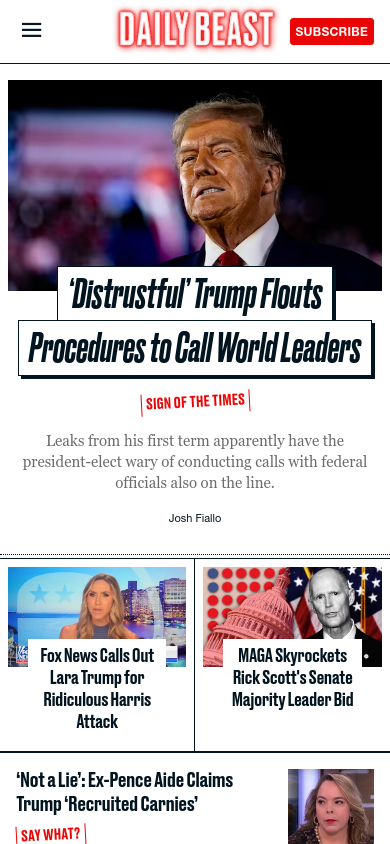 DAILY BEAST
SUBSCRIBE
‘Distrustful’ Trump Flouts
Procedures to Call World Leaders
SIGN OF THE TIMES
Leaks from his first term apparently have the
president-elect wary of conducting calls with federal
officials also on the line.
Josh Fiallo
Fox News Calls Out
Lara Trump for
Ridiculous Harris
Attack
MAGA Skyrockets
Rick Scott's Senate
Majority Leader Bid
‘Not a Lie’: Ex-Pence Aide Claims
Trump ‘Recruited Carnies’
SAY WHAT?